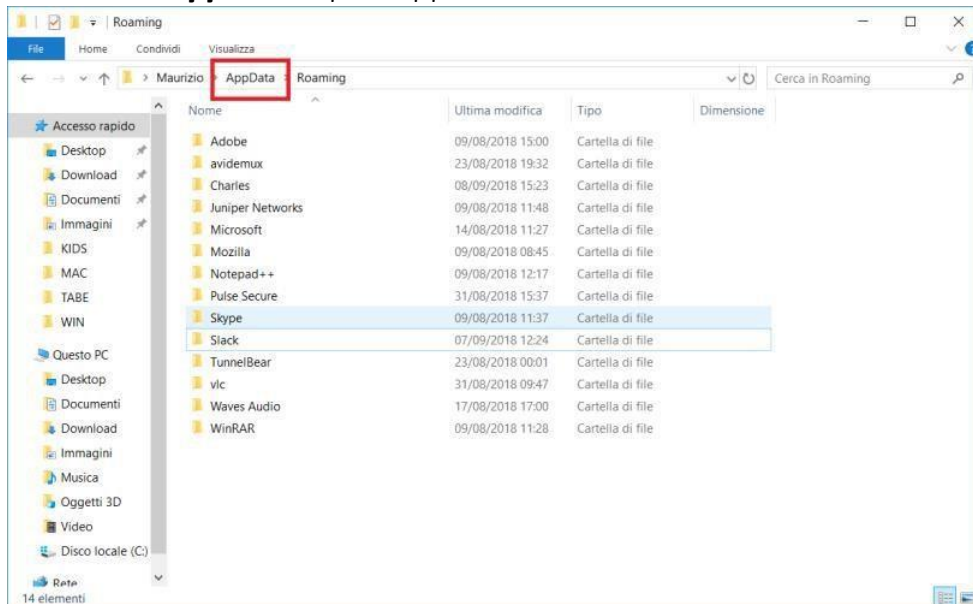 Roaming
File Home Condividi Visualizza
Maurizio AppData Roaming Cerca in Roaming
Nome Ultima modifica Tipo Dimensione
Accesso rapido
Desktop
Download
Documenti
Immagini
KIDS
MAC
TABE
WIN
Questo PC
Desktop
Documenti
Download
Immagini
Musica
Oggetti 3D
Video
Disco locale (C:)
Rete
Adobe 09/08/2018 15:00 Cartella di file
avidemux 23/08/2018 19:32 Cartella di file
Charles 08/09/2018 15:23 Cartella di file
Juniper Networks 09/08/2018 11:48 Cartella di file
Microsoft 14/08/2018 11:27 Cartella di file
Mozilla 09/08/2018 08:45 Cartella di file
Notepad++ 09/08/2018 12:17 Cartella di file
Pulse Secure 31/08/2018 15:37 Cartella di file
Skype 09/08/2018 11:37 Cartella di file
Slack 07/09/2018 12:24 Cartella di file
TunnelBear 23/08/2018 00:01 Cartella di file
vlc 31/08/2018 09:47 Cartella di file
Waves Audio 17/08/2018 17:00 Cartella di file
WinRAR 09/08/2018 11:28 Cartella di file
14 elementi